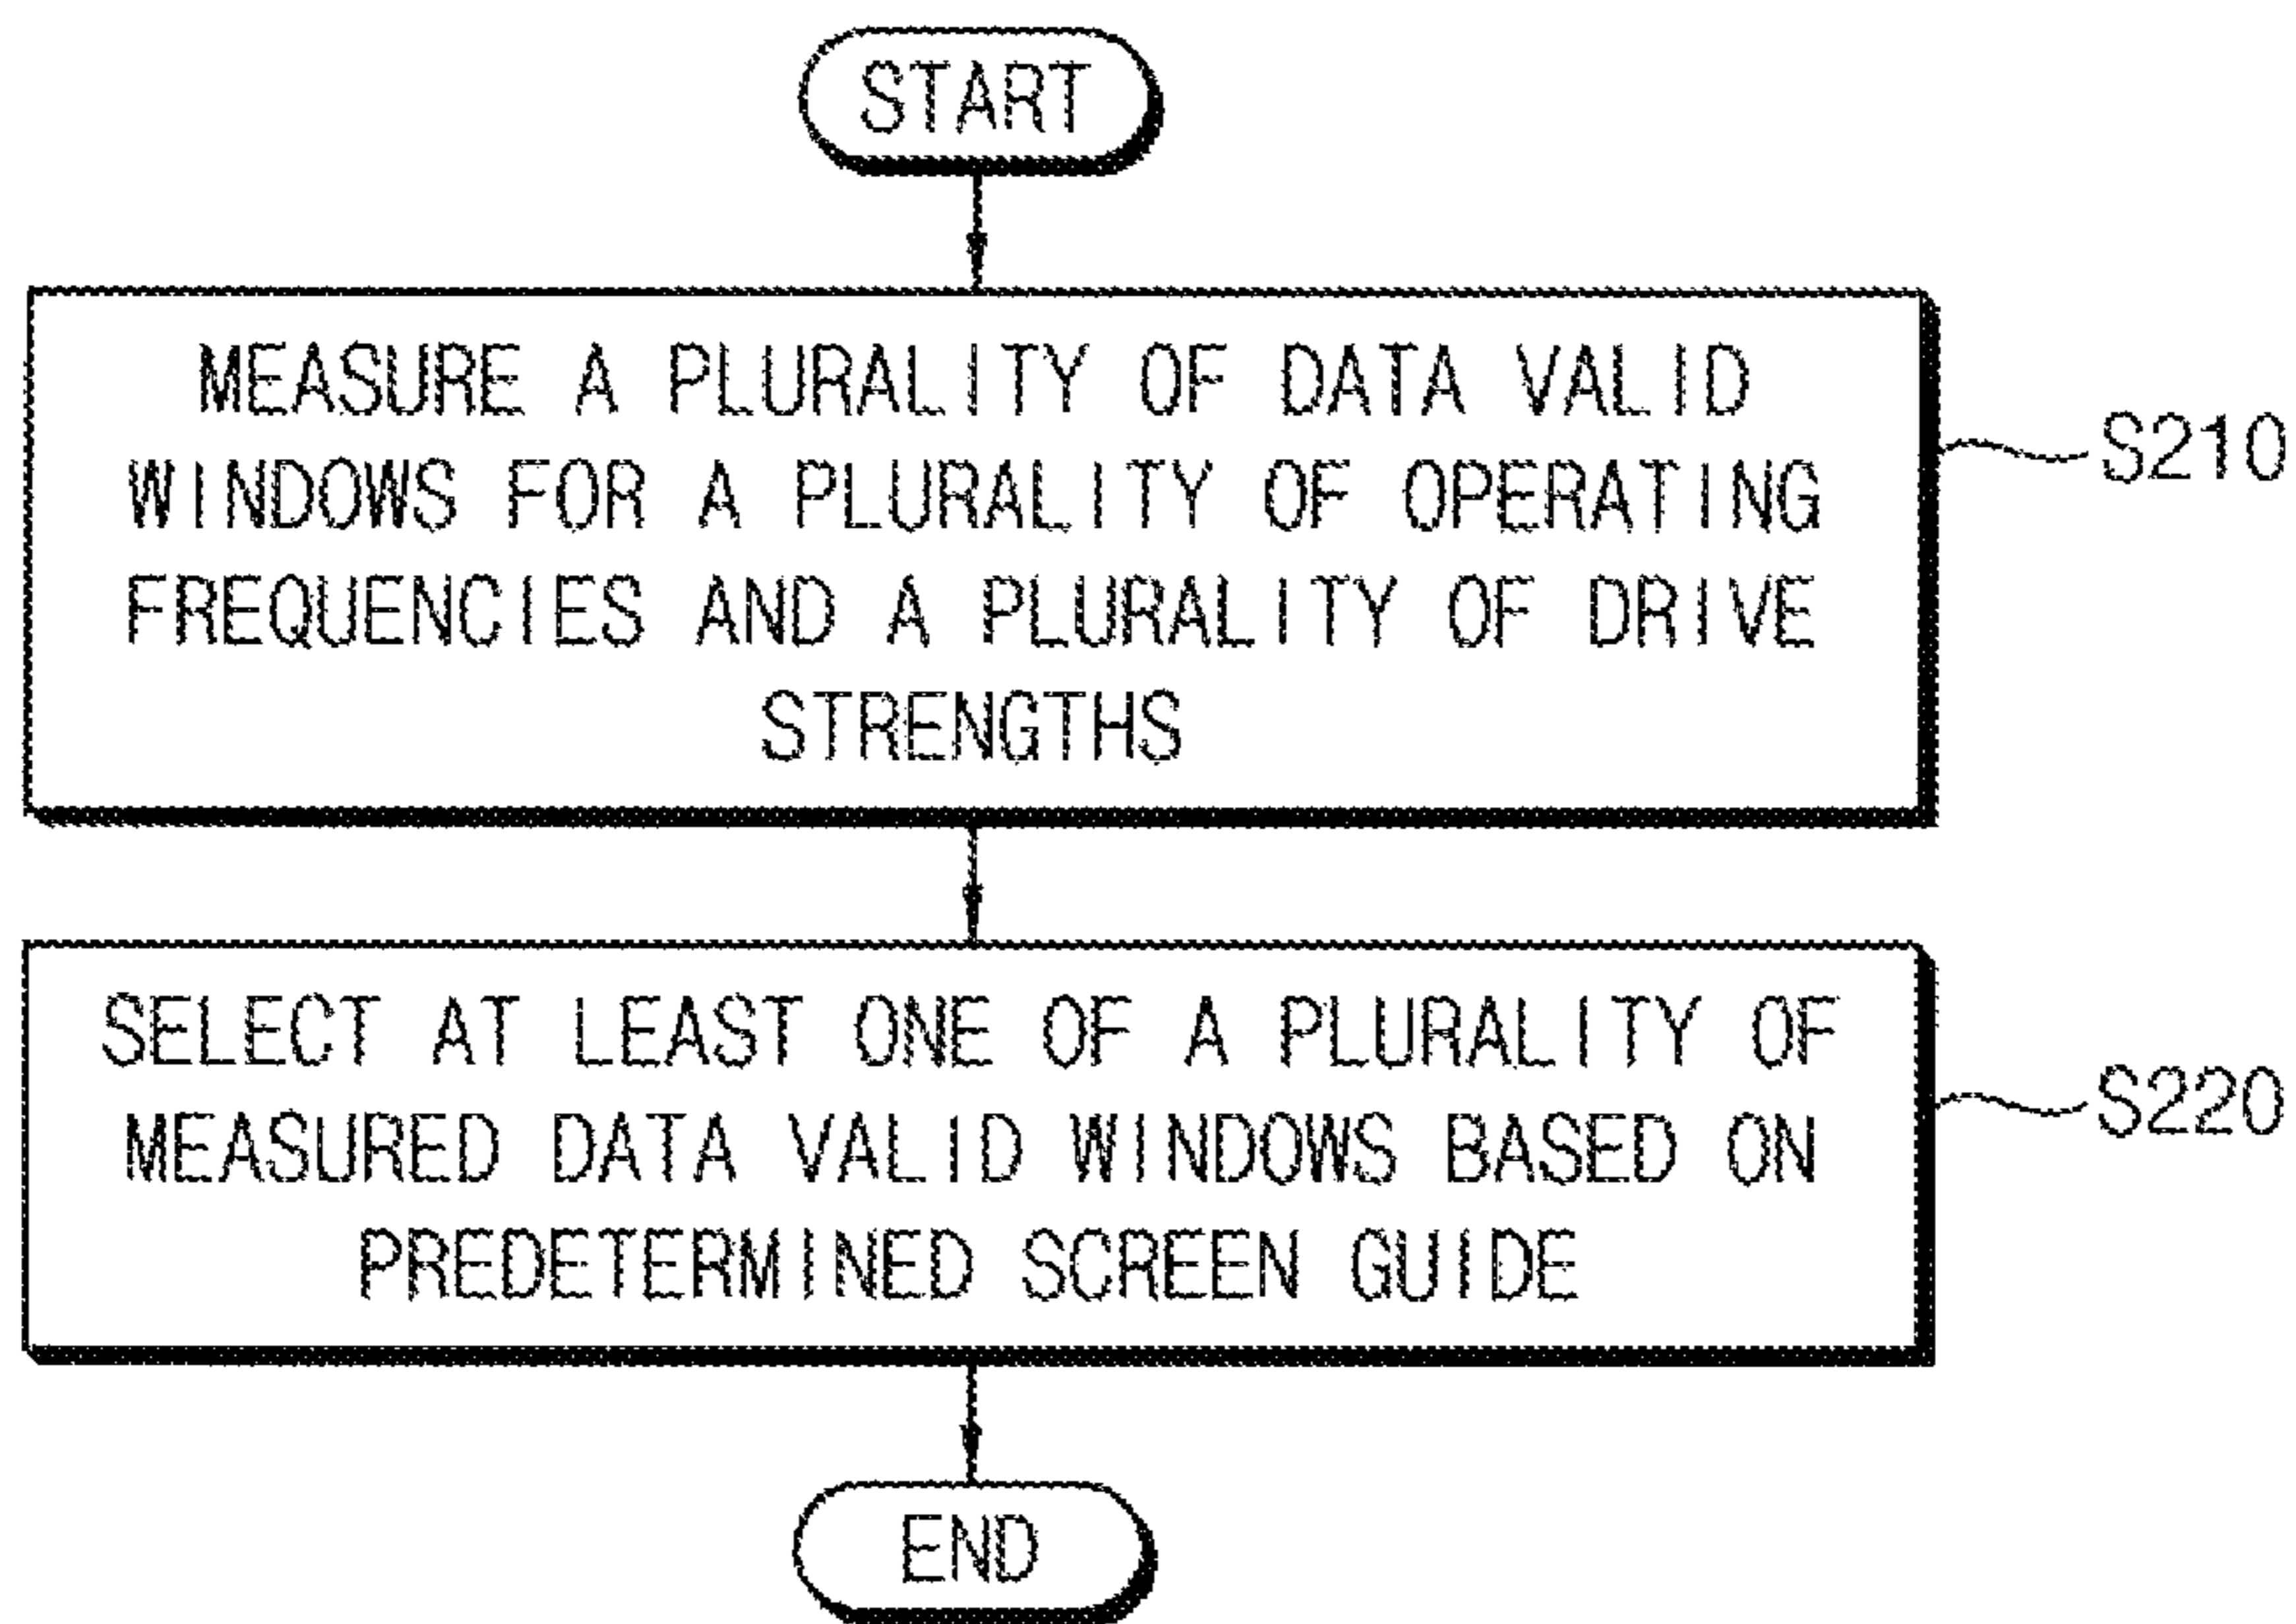 START
MEASURE A PLURALITY OF DATA VALID
WINDOWS FOR A PLURALITY OF OPERATING
FREQUENCIES AND A PLURALITY OF DRIVE
STRENGTHS
S210
SELECT AT LEAST ONE OF A PLURALITY OF
MEASURED DATA VALID WINDOWS BASED ON
PREDETERMINED SCREEN GUIDE
S220
END